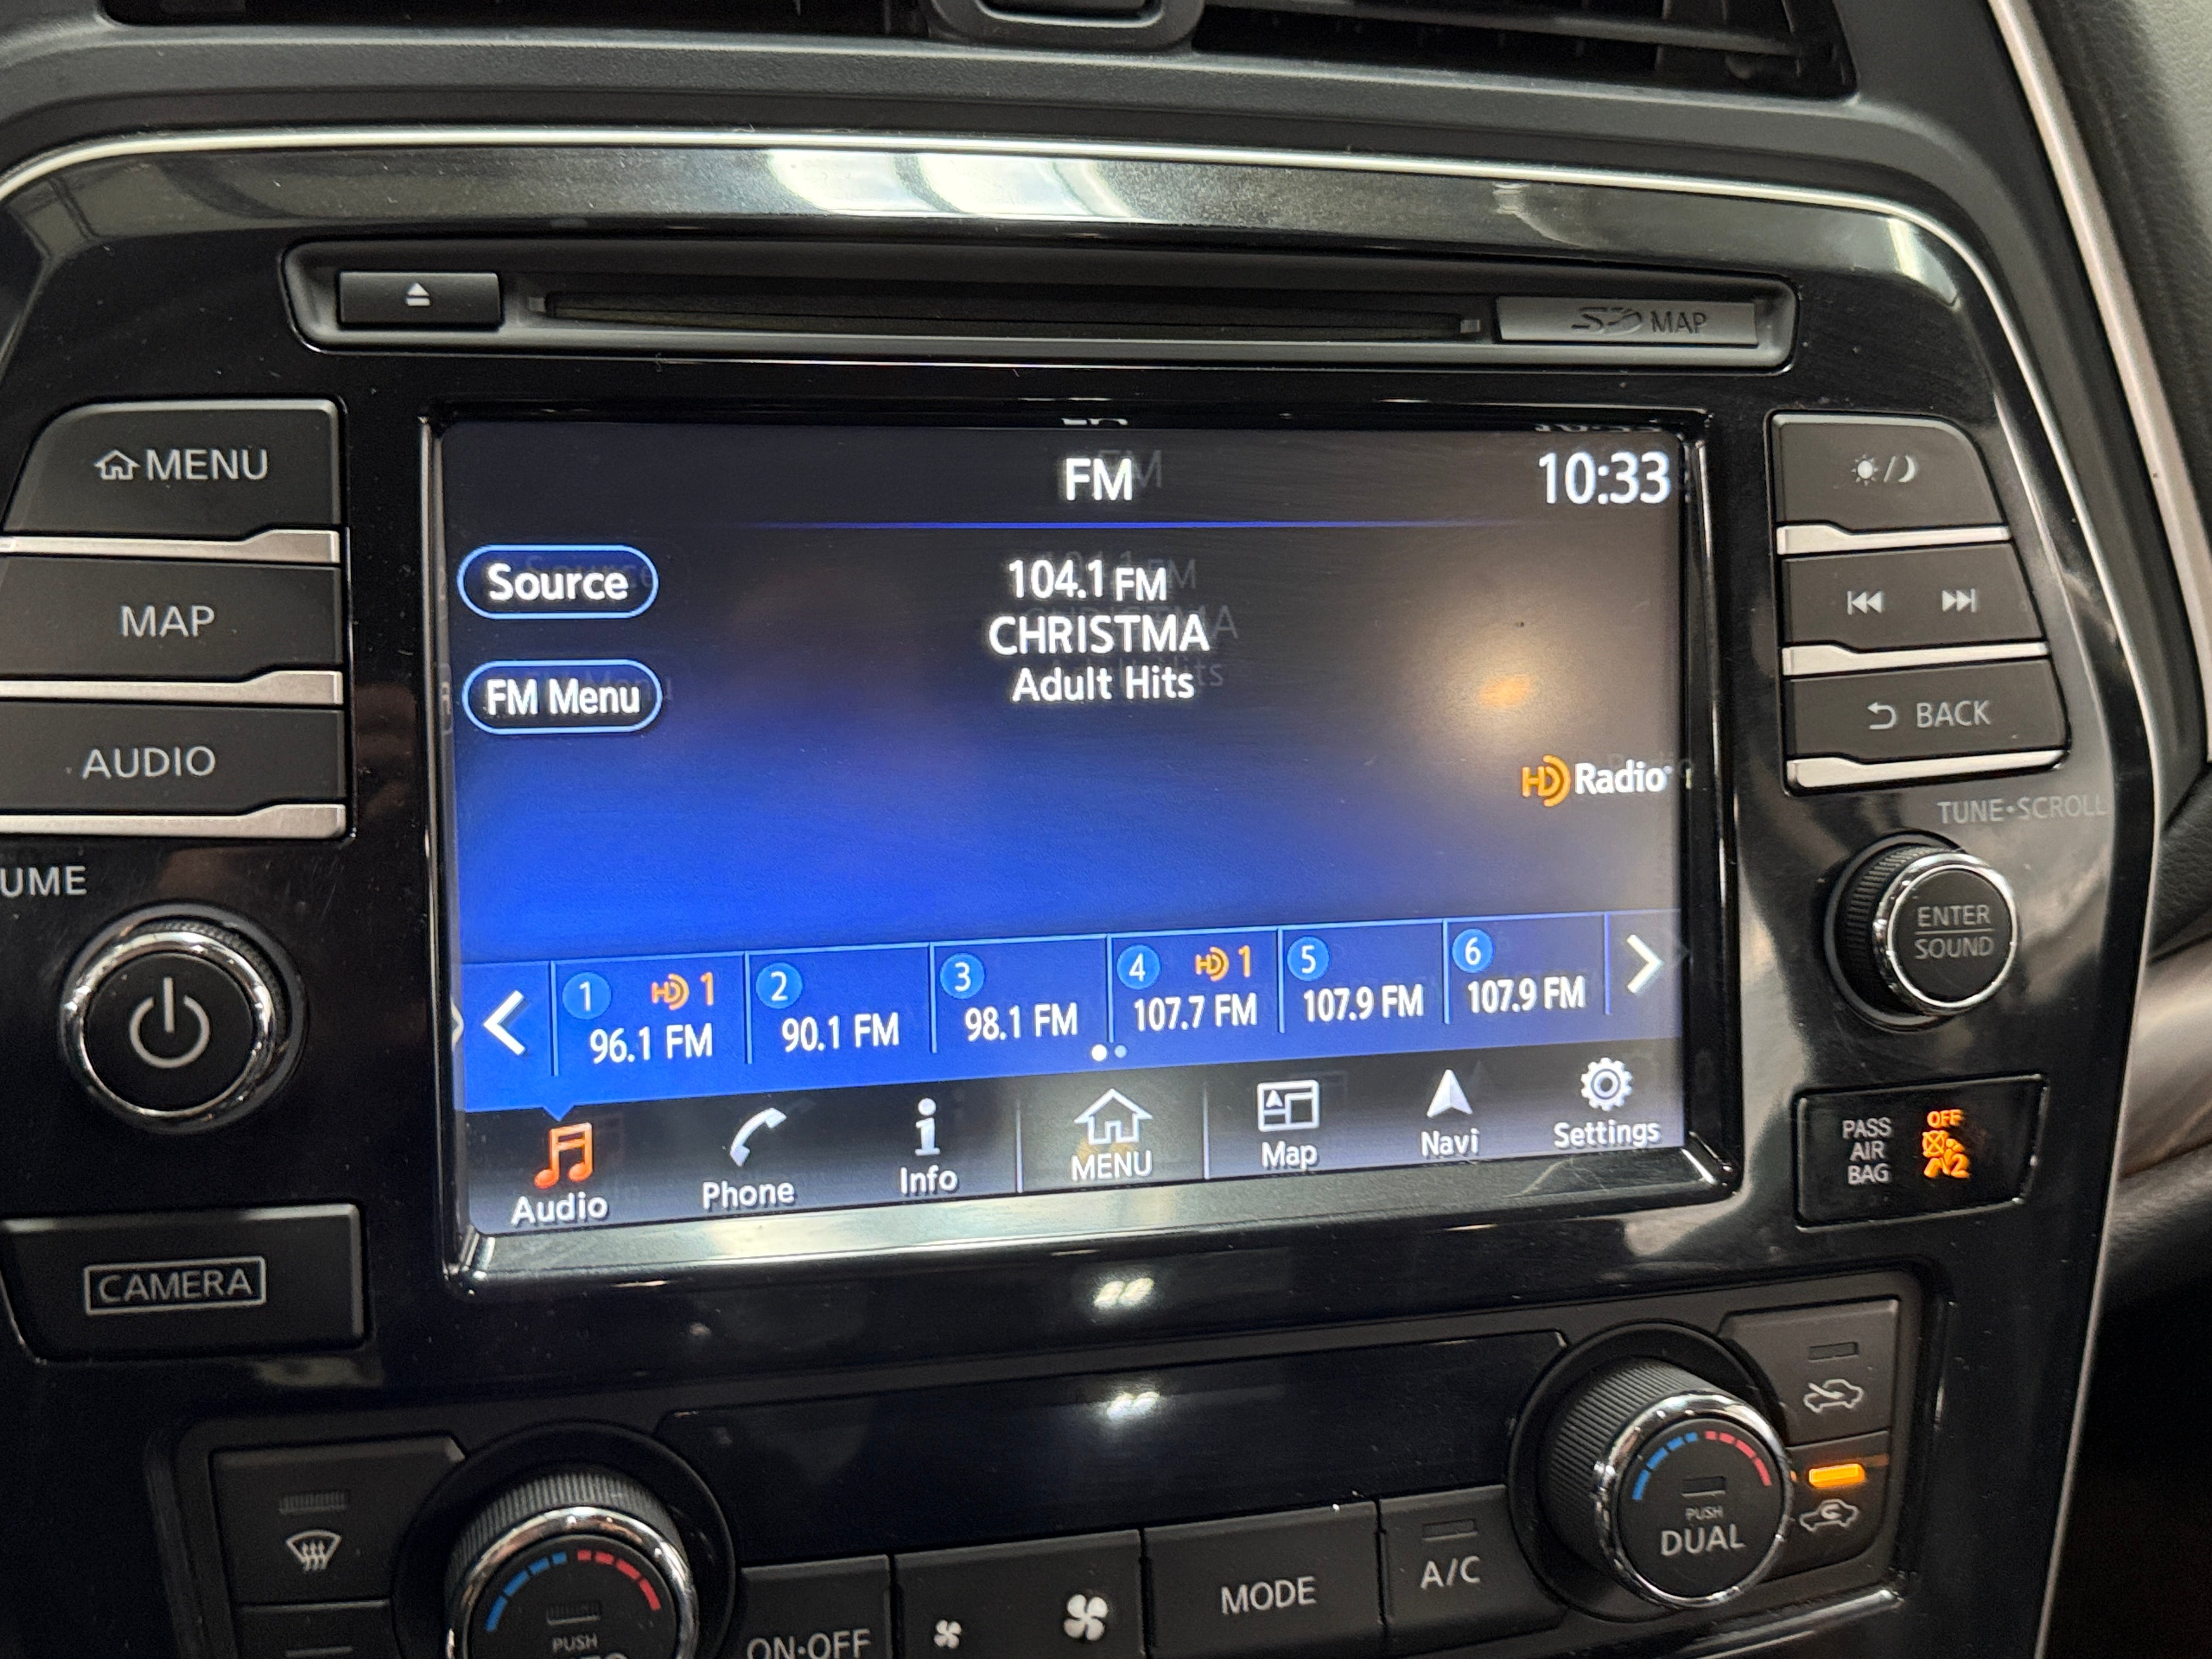 SD MAP
MENU
MAP
AUDIO
UME
CAMERA
FM
10:33
Source
FM Menu
104.1 FM
CHRISTMA
Adult Hits
HD Radio
1 HD 1
96.1 FM
2
90.1 FM
3
98.1 FM
4 HD 1
107.7 FM
5
107.9 FM
6
107.9 FM
Audio
Phone
Info
MENU
Map
Navi
Settings
BACK
TUNE•SCROLL
ENTER
SOUND
PASS
AIR
BAG
OFF
2
PUSH
ON•OFF
MODE
A/C
PUSH
DUAL